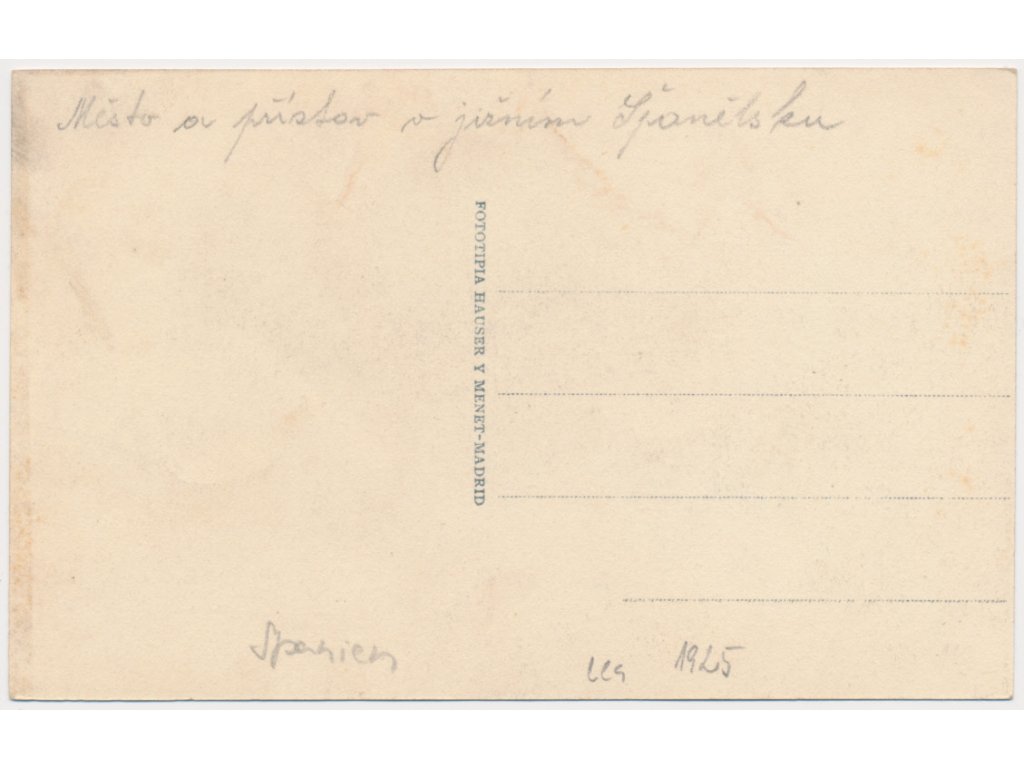 Město a přístav v jižním Španělsku
FOTOTIPIA HAUSER Y MENET-MADRID
Spanien
1925